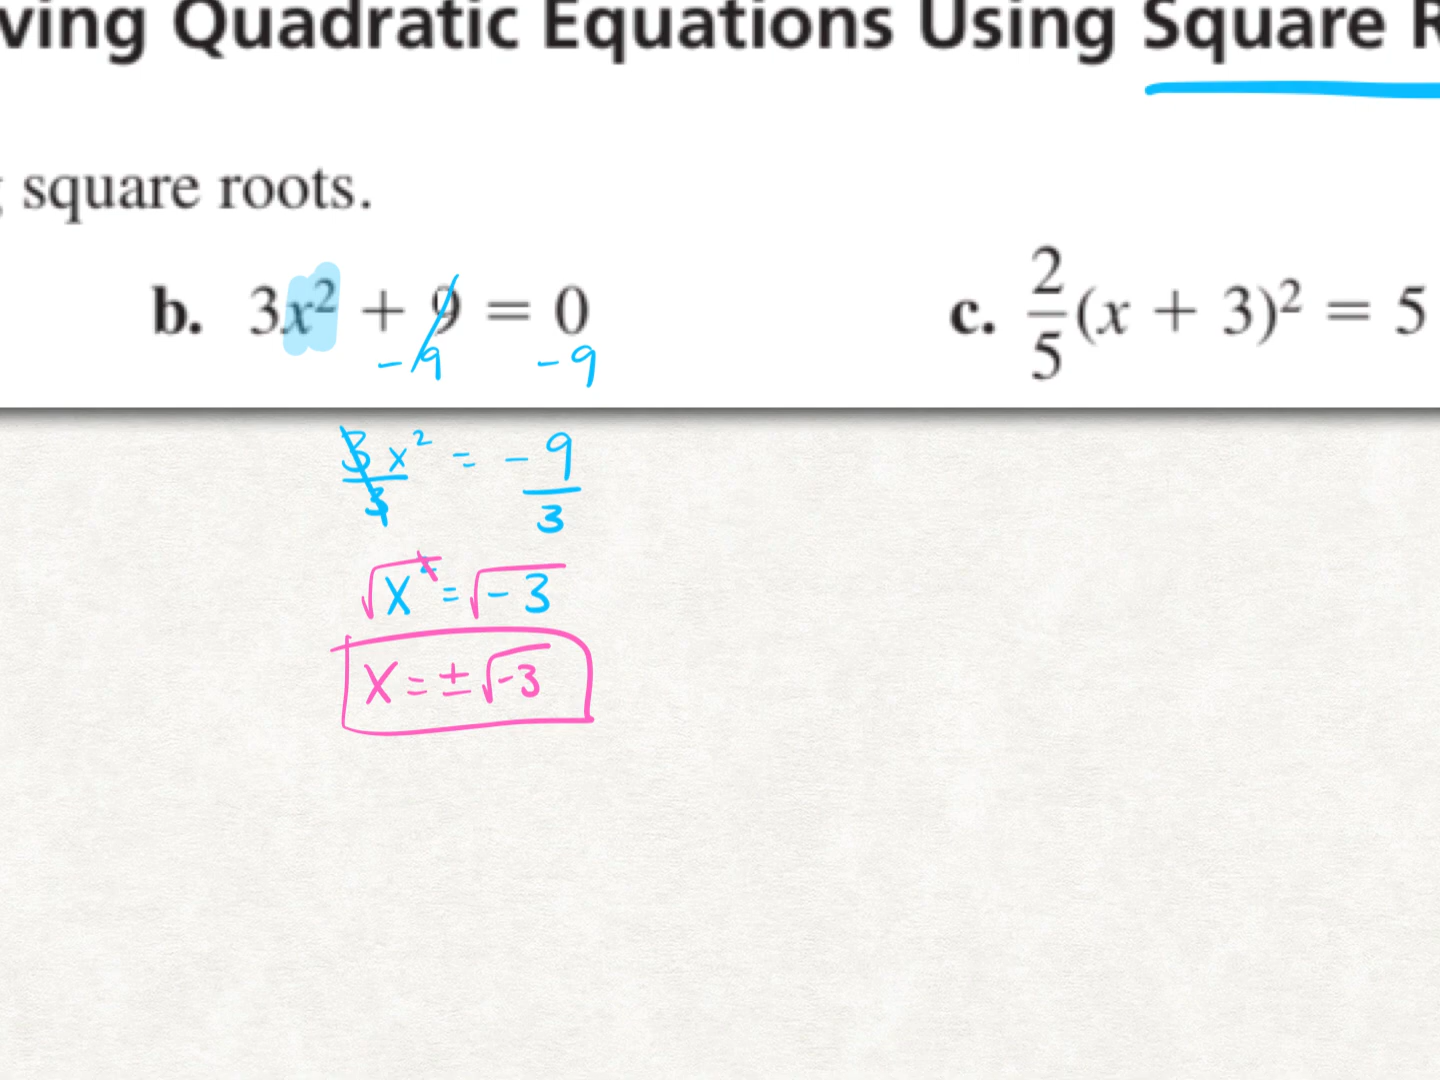 ving Quadratic Equations Using Square R
square roots.
b. 3x² + 9 = 0
c. 2/5(x + 3)² = 5
-9 -9
3x²/3 = -9/3
√x² = √-3
x = ±√-3